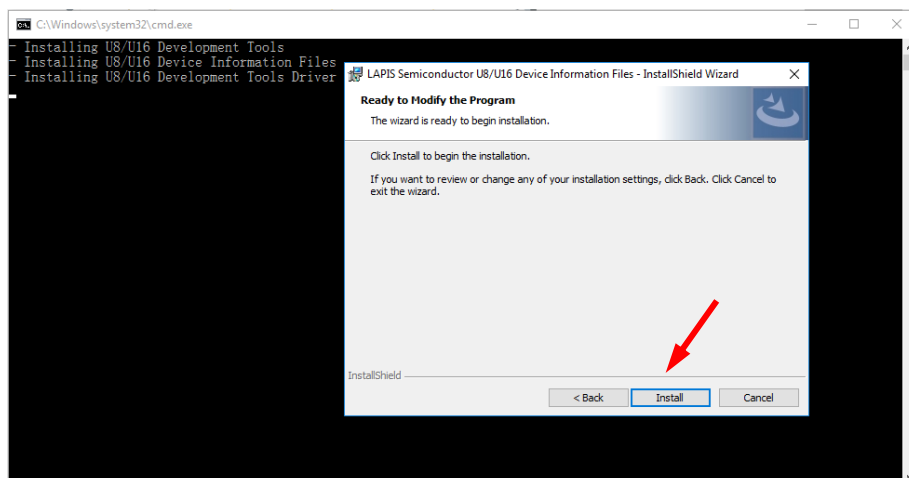 C:\Windows\system32\cmd.exe
- Installing U8/U16 Development Tools
- Installing U8/U16 Device Information Files
- Installing U8/U16 Development Tools Driver
LAPIS Semiconductor U8/U16 Device Information Files - InstallShield Wizard
Ready to Modify the Program
The wizard is ready to begin installation.
Click Install to begin the installation.
If you want to review or change any of your installation settings, click Back. Click Cancel to
exit the wizard.
InstallShield
< Back Install Cancel